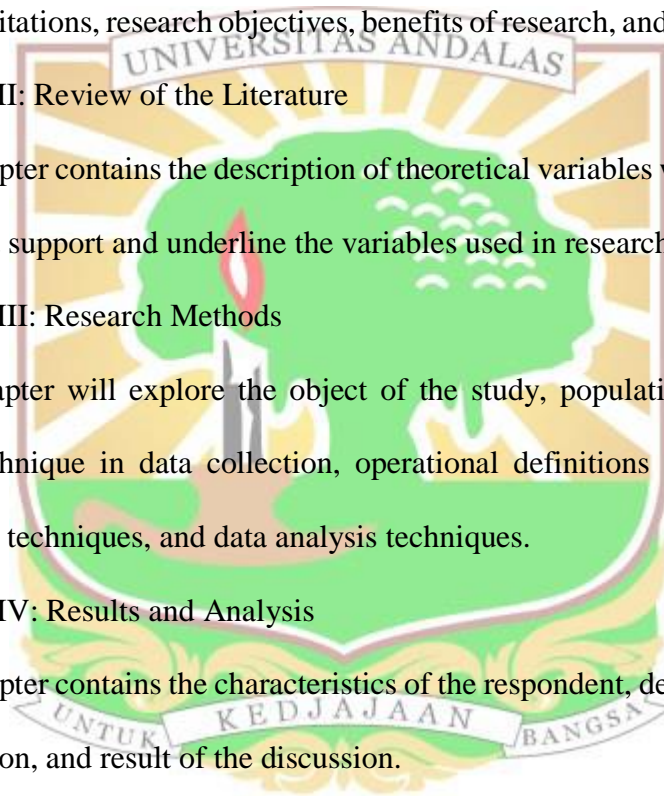 itations, research objectives, benefits of research, and
UNIVERSITAS ANDALAS
II: Review of the Literature
pter contains the description of theoretical variables
support and underline the variables used in research
III: Research Methods
apter will explore the object of the study, populati
hnique in data collection, operational definitions
techniques, and data analysis techniques.
IV: Results and Analysis
pter contains the characteristics of the respondent, de
UNTUK KEDJAJAAN BANGSA
on, and result of the discussion.